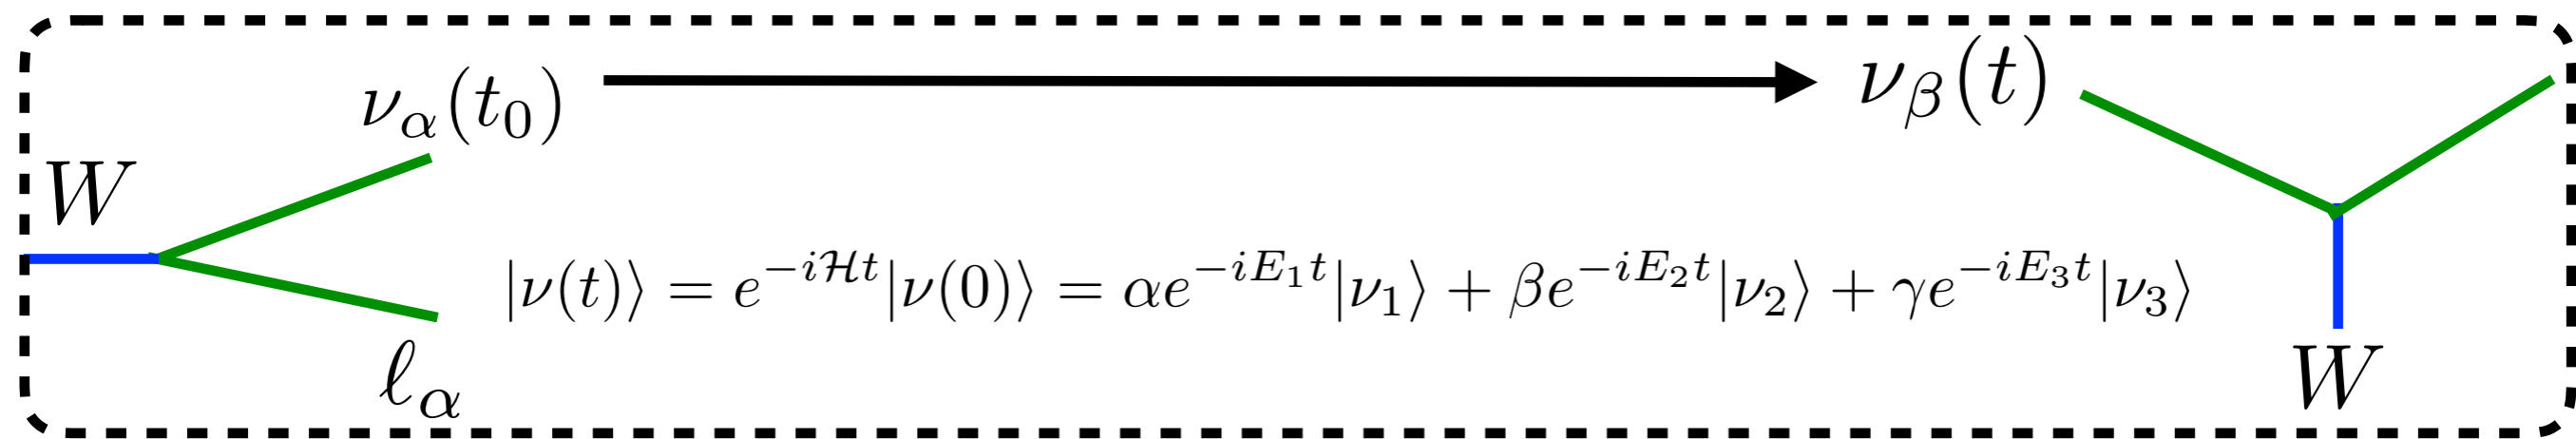 ν_α(t_0) ν_β(t)
W
|ν(t)⟩ = e^{-iℋt}|ν(0)⟩ = αe^{-iE_1t}|ν_1⟩ + βe^{-iE_2t}|ν_2⟩ + γe^{-iE_3t}|ν_3⟩
ℓ_α W